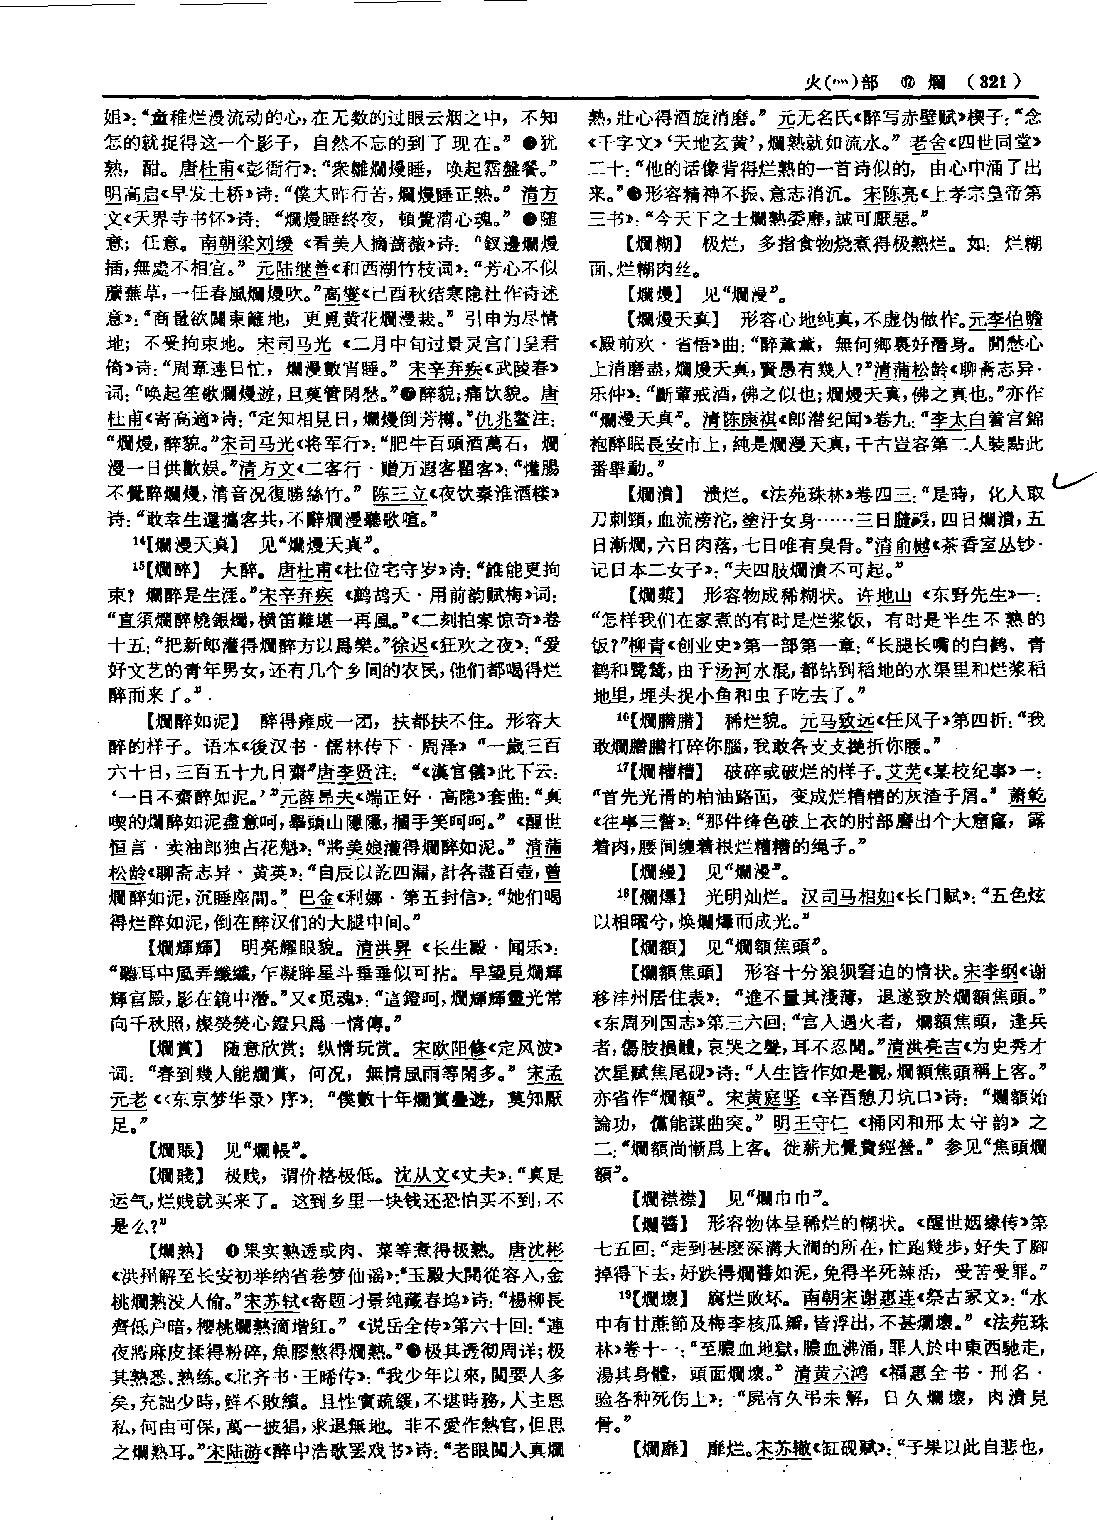 火(灬)部 ⑰ 爛 (321)
姐》：“童稚烂漫流动的心，在无数的过眼云烟之中，不知
怎的就捉得这一个影子，自然不忘的到了现在。”●犹
熟，酣。唐杜甫《彭衙行》：“衆雛爛熳睡，唤起霑盤餐。”
明高启《早发土桥》诗：“僕夫昨行苦，爛熳睡正熟。”清方
文《天界寺书怀》诗：“爛熳睡终夜，頓覺清心魂。”●随
意；任意。南朝梁刘缓《看美人摘蔷薇》诗：“釵邊爛熳
插，無處不相宜。”元陆继善《和西湖竹枝词》：“芳心不似
蘼蕪草，一任春風爛熳吹。”高燮《己酉秋结寒隐社作诗述
意》：“商量欲闢東籬地，更覓黄花爛漫栽。”引申为尽情
地；不受拘束地。宋司马光《二月中旬过景灵宫门呈君
倚》诗：“周章連日忙，爛漫數宵睡。”宋辛弃疾《武陵春》
词：“唤起笙歌爛熳遊，且莫管閑愁。”●醉貌；痛饮貌。唐
杜甫《寄高適》诗：“定知相見日，爛熳倒芳樽。”仇兆鳌注：
“爛熳，醉貌。”宋司马光《将军行》：“肥牛百頭酒萬石，爛
漫一日供歡娱。”清方文《二客行·赠万遐客瞿客》：“燋腸
不覺醉爛熳，清音况復勝絲竹。”陈三立《夜饮秦淮酒楼》
诗：“敢幸生還攜客共，不辭爛漫聽歌喧。”
14【爛漫天真】 见“爛熳天真”。
15【爛醉】 大醉。唐杜甫《杜位宅守岁》诗：“誰能更拘
束？爛醉是生涯。”宋辛弃疾《鹧鸪天·用前韵赋梅》词：
“直須爛醉燒銀燭，横笛難堪一再風。”《二刻拍案惊奇》卷
十五：“把新郎灌得爛醉方以爲樂。”徐迟《狂欢之夜》：“爱
好文艺的青年男女，还有几个乡间的农民，他们都喝得烂
醉而来了。”
【爛醉如泥】 醉得瘫成一团，扶都扶不住。形容大
醉的样子。语本《後汉书·儒林传下·周泽》“一歲三百
六十日，三百五十九日齋”唐李贤注：“《漢官儀》此下云：
‘一日不齋醉如泥。’”元薛昂夫《端正好·高隐》套曲：“真
喫的爛醉如泥盡意呵，舉頭山隱隱，擱手笑呵呵。”《醒世
恒言·卖油郎独占花魁》：“將美娘灌得爛醉如泥。”清蒲
松龄《聊斋志异·黄英》：“自辰以訖四漏，計各盡百壺，曾
爛醉如泥，沉睡座間。”巴金《利娜·第五封信》：“她们喝
得烂醉如泥，倒在醉汉们的大腿中间。”
【爛輝輝】 明亮耀眼貌。清洪昇《长生殿·闻乐》：
“聽耳中風弄纖纖，乍凝眸星斗垂垂似可拈。早望見爛輝
輝宫殿，影在鏡中潛。”又《觅魂》：“這鐙呵，爛輝輝靈光常
向千秋照，燦熒熒心鐙只爲一情傳。”
【爛賞】 随意欣赏；纵情玩赏。宋欧阳修《定风波》
词：“春到幾人能爛賞，何况，無情風雨等閑多。”宋孟
元老《〈东京梦华录〉序》：“僕數十年爛賞疊遊，莫知厭
足。”
【爛賬】 见“爛帳”。
【爛賤】 极贱，谓价格极低。沈从文《丈夫》：“真是
运气，烂贱就买来了。这到乡里一块钱还恐怕买不到，不
是么？”
【爛熟】 ❶果实熟透或肉、菜等煮得极熟。唐沈彬
《洪州解至长安初举纳省卷梦仙谣》：“玉殿大開從容入，金
桃爛熟没人偷。”宋苏轼《寄题刁景纯藏春坞》诗：“楊柳長
齊低户暗，櫻桃爛熟滴堦紅。”《说岳全传》第六十回：“連
夜將麻皮揉得粉碎，魚膠熬得爛熟。”❷极其透彻周详；极
其熟悉、熟练。《北齐书·王晞传》：“我少年以來，閲要人多
矣，充詘少時，鮮不敗績。且性實疏緩，不堪時務，人主恩
私，何由可保，萬一披猖，求退無地。非不愛作熱官，但思
之爛熟耳。”宋陆游《醉中浩歌罢戏书》诗：“老眼閲人真爛
熟，壯心得酒旋消磨。”元无名氏《醉写赤壁赋》楔子：“念
《千字文》‘天地玄黄’，爛熟就如流水。”老舍《四世同堂》
二十：“他的话像背得烂熟的一首诗似的，由心中涌了出
来。”❸形容精神不振、意志消沉。宋陈亮《上孝宗皇帝第
三书》：“今天下之士爛熟委靡，誠可厭惡。”
【爛糊】 极烂，多指食物烧煮得极熟烂。如：烂糊
面、烂糊肉丝。
【爛熳】 见“爛漫”。
【爛熳天真】 形容心地纯真，不虚伪做作。元李伯瞻
《殿前欢·省悟》曲：“醉薰薰，無何鄉裏好潛身。閒愁心
上消磨盡，爛熳天真，賢愚有幾人？”清蒲松龄《聊斋志异·
乐仲》：“斷葷戒酒，佛之似也；爛熳天真，佛之真也。”亦作
“爛漫天真”。清陈康祺《郎潜纪闻》卷九：“李太白著宫錦
袍醉眠長安市上，純是爛漫天真，千古豈容第二人裝點此
番舉動。”
【爛潰】 溃烂。《法苑珠林》卷四三：“是時，化人取
刀刺頸，血流滂沱，塗汙女身……三日膖，四日爛潰，五
日漸爛，六日肉落，七日唯有臭骨。”清俞樾《茶香室丛钞·
记日本二女子》：“夫四肢爛潰不可起。”
【爛漿】 形容物成稀糊状。许地山《东野先生》一：
“怎样我们在家煮的有时是烂浆饭，有时是半生不熟的
饭？”柳青《创业史》第一部第一章：“长腿长嘴的白鹤、青
鹤和鹭鸶，由于汤河水混，都钻到稻地的水渠里和烂浆稻
地里，埋头捉小鱼和虫子吃去了。”
16【爛膡膡】 稀烂貌。元马致远《任风子》第四折：“我
敢爛膡膡打碎你腦，我敢各支支撓折你腰。”
17【爛糟糟】 破碎或破烂的样子。艾芜《某校纪事》一：
“首先光滑的柏油路面，变成烂糟糟的灰渣子屑。”萧乾
《往事三瞥》：“那件绛色破上衣的肘部磨出个大窟窿，露
着肉，腰间缠着根烂糟糟的绳子。”
【爛縵】 见“爛漫”。
18【爛爆】 光明灿烂。汉司马相如《长门赋》：“五色炫
以相曜兮，焕爛爆而成光。”
【爛額】 见“爛額焦頭”。
【爛額焦頭】 形容十分狼狈窘迫的情状。宋李纲《谢
移沣州居住表》：“進不量其淺薄，退遂致於爛額焦頭。”
《东周列国志》第三六回：“宫人遇火者，爛額焦頭，逢兵
者，傷肢損體，哀哭之聲，耳不忍聞。”清洪亮吉《为史秀才
次星赋焦尾砚》诗：“人生皆作如是觀，爛額焦頭稱上客。”
亦省作“爛額”。宋黄庭坚《辛酉憩刀坑口》诗：“爛額始
論功，儻能謀曲突。”明王守仁《桶冈和邢太守韵》之
二：“爛額尚慚爲上客，徙薪尤覺費經營。”参见“焦頭爛
額”。
【爛襟襟】 见“爛巾巾”。
【爛醬】 形容物体呈稀烂的糊状。《醒世姻缘传》第
七五回：“走到甚麽深溝大澗的所在，忙跑幾步，好失了脚
掉得下去，好跌得爛醬如泥，免得半死辣活，受苦受罪。”
19【爛壞】 腐烂败坏。南朝宋谢惠连《祭古冢文》：“水
中有甘蔗節及梅李核瓜瓣，皆浮出，不甚爛壞。”《法苑珠
林》卷十一：“至膿血地獄，膿血沸涌，罪人於中東西馳走，
湯其身體，頭面爛壞。”清黄六鸿《福惠全书·刑名·
验各种死伤上》：“屍有久弔未解，日久爛壞，肉潰見
骨。”
【爛靡】 靡烂。宋苏辙《缸砚赋》：“子果以此自悲也，